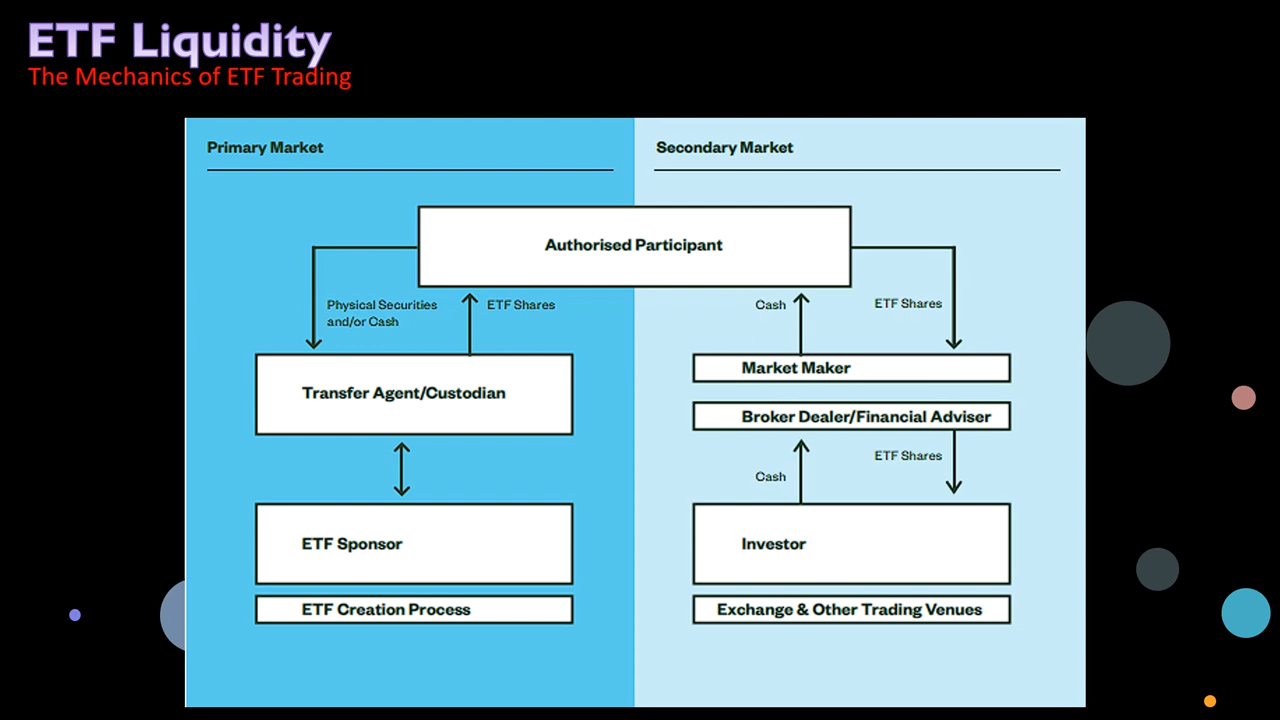 ETF Liquidity
The Mechanics of ETF Trading
Primary Market
Secondary Market
Authorised Participant
Physical Securities
and/or Cash
ETF Shares
Cash
ETF Shares
Transfer Agent/Custodian
Market Maker
Broker Dealer/Financial Adviser
Cash
ETF Shares
ETF Sponsor
Investor
ETF Creation Process
Exchange & Other Trading Venues